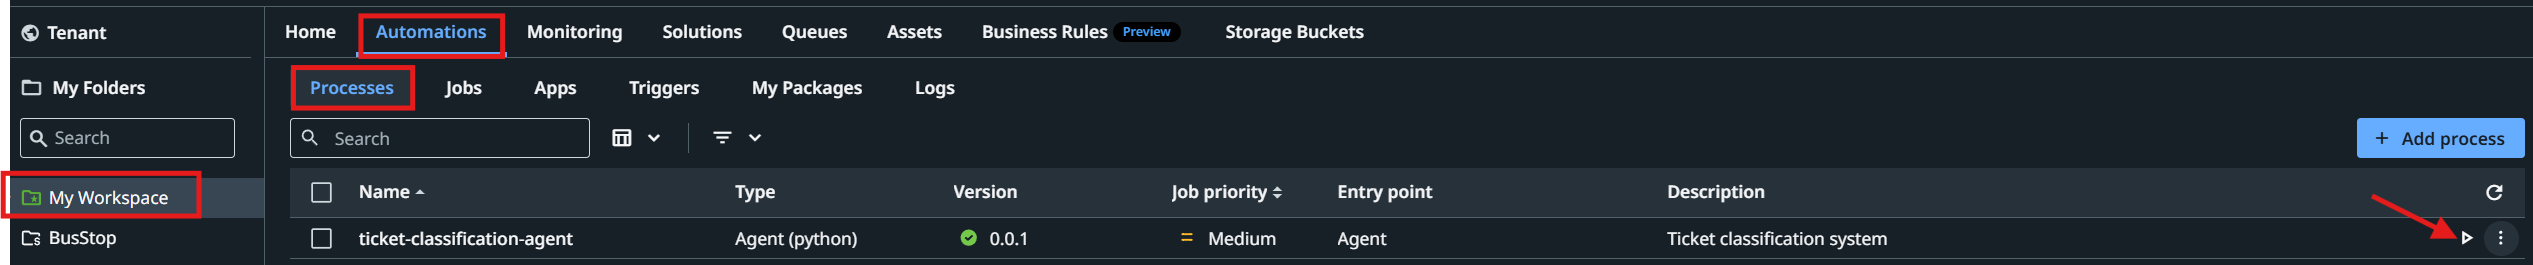 Tenant
Home Automations Monitoring Solutions Queues Assets Business Rules Preview Storage Buckets
My Folders
Processes Jobs Apps Triggers My Packages Logs
Search
Search
+ Add process
Name Type Version Job priority Entry point Description
My Workspace
ticket-classification-agent Agent (python) 0.0.1 Medium Agent Ticket classification system
BusStop